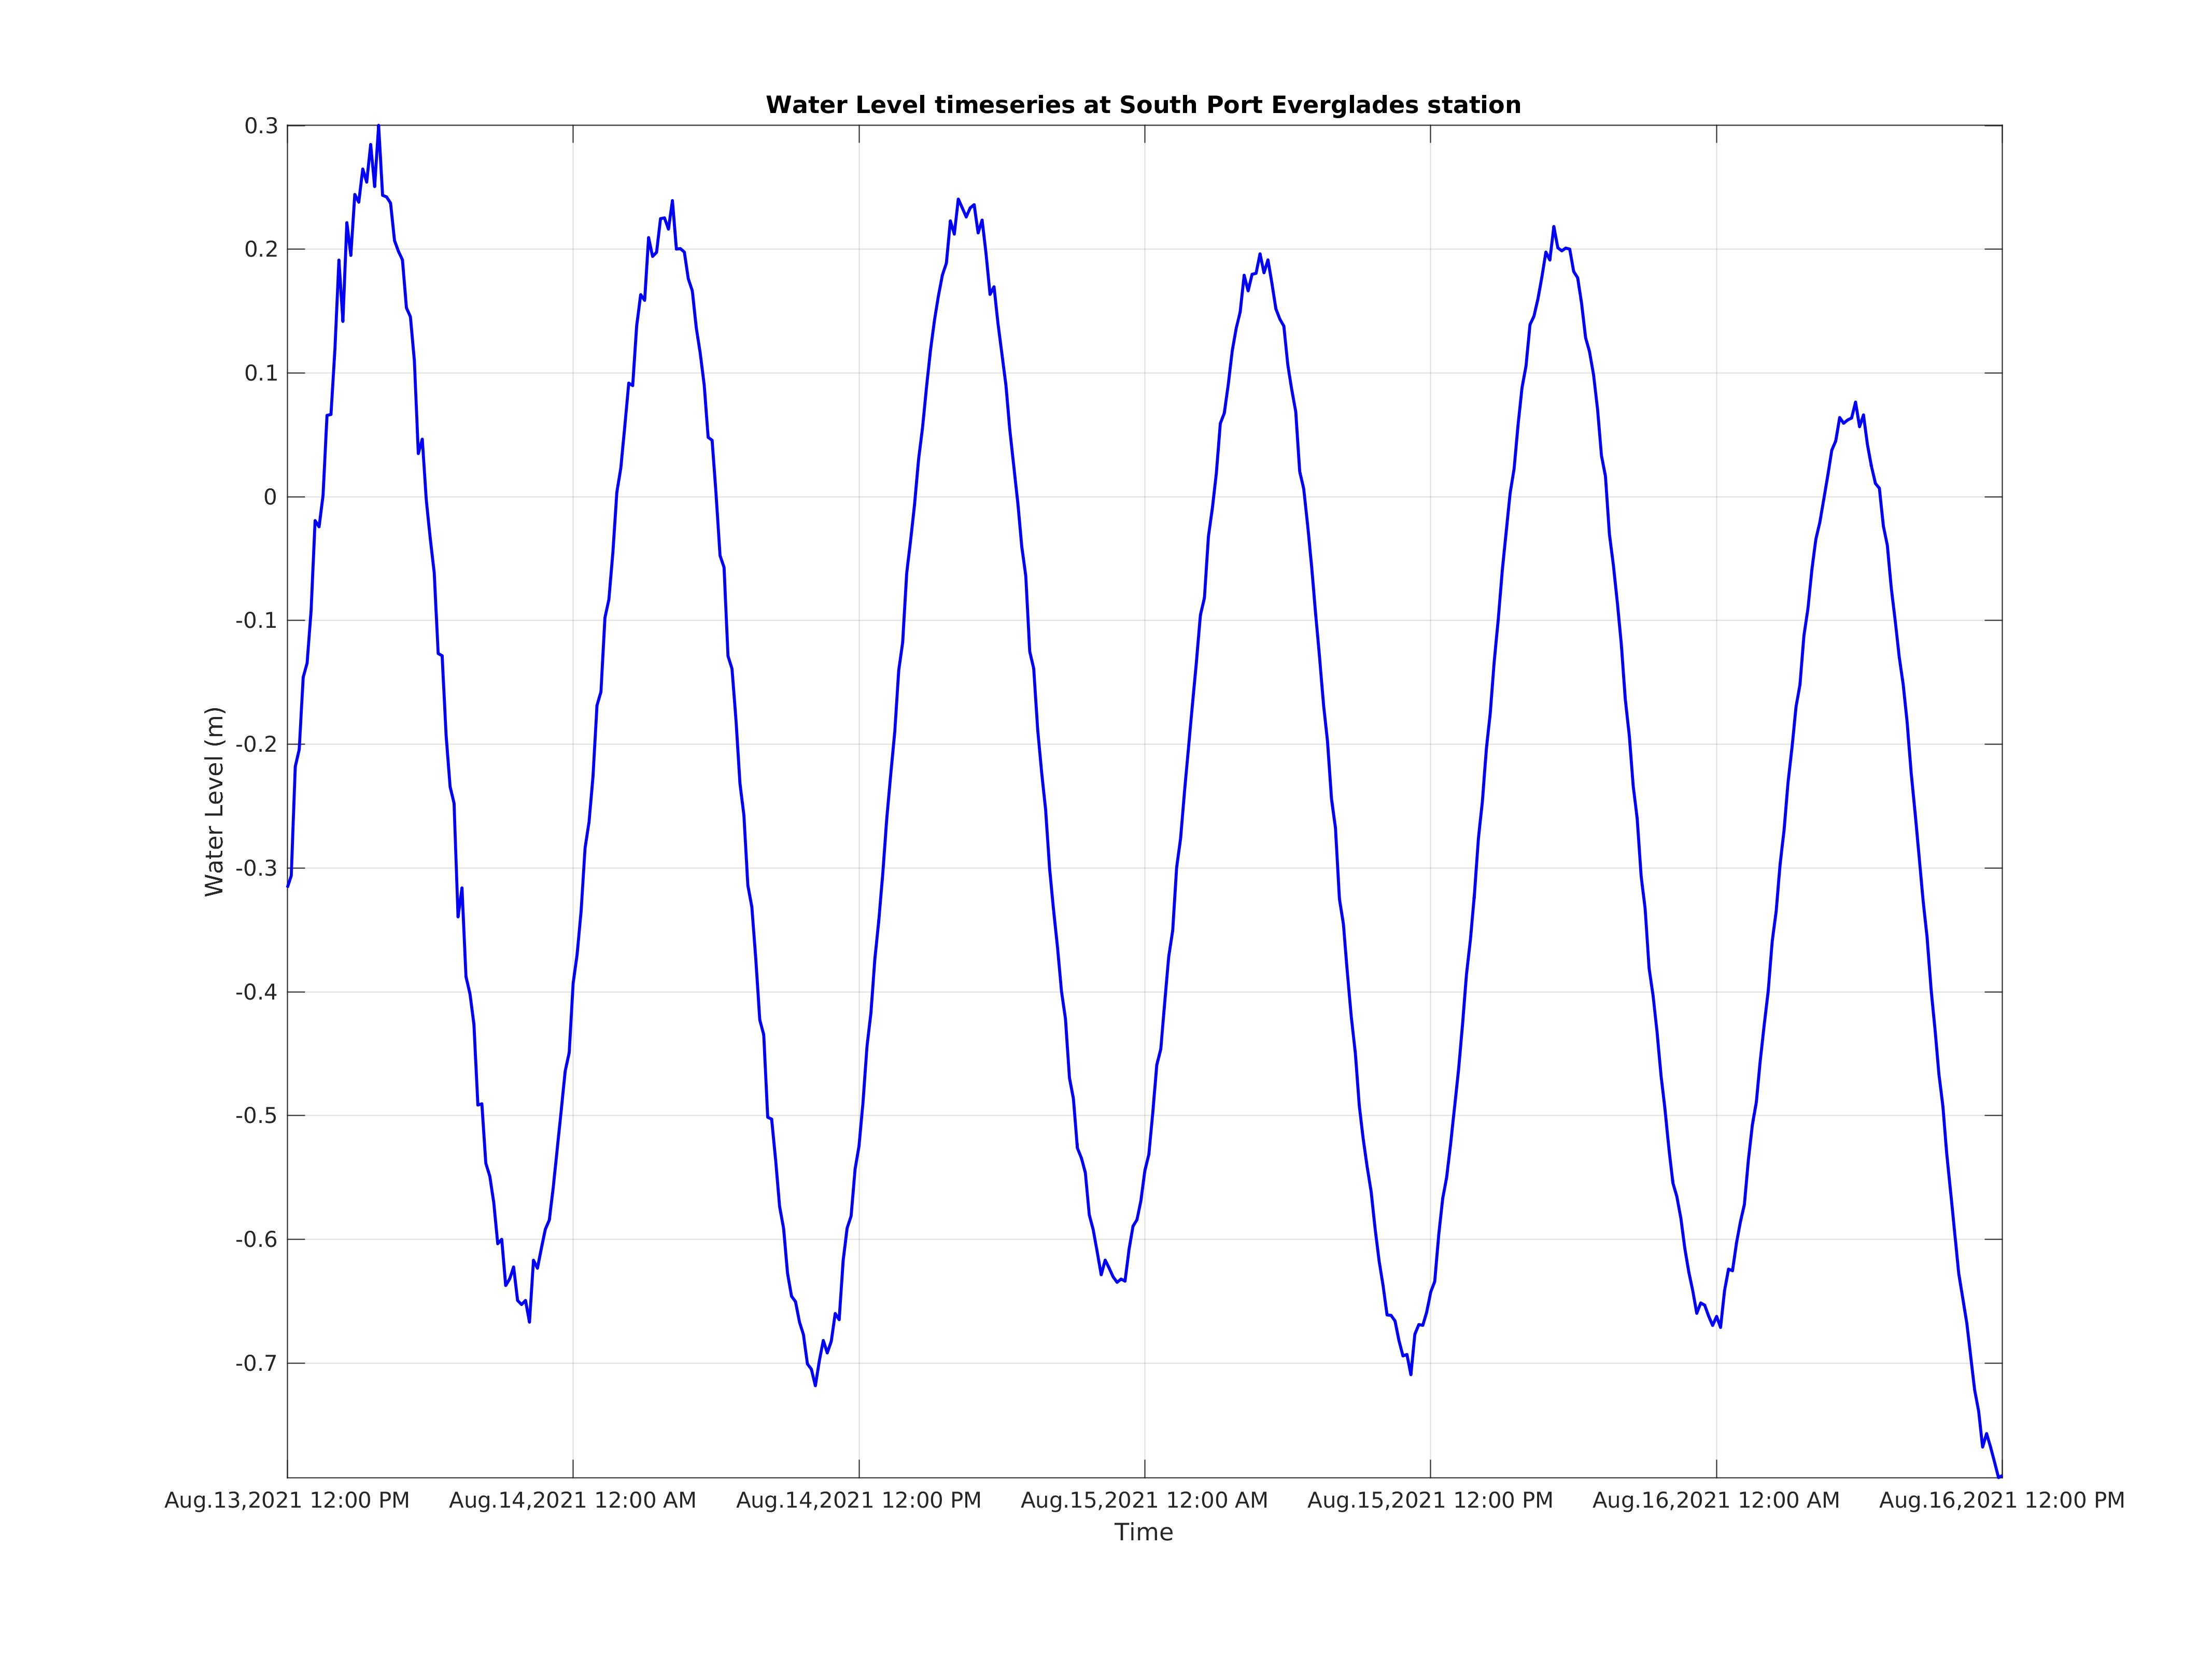 Water Level timeseries at South Port Everglades station
0.3
0.2
0.1
0
-0.1
-0.2
-0.3
-0.4
-0.5
-0.6
-0.7
Water Level (m)
Aug.13,2021 12:00 PM Aug.14,2021 12:00 AM Aug.14,2021 12:00 PM Aug.15,2021 12:00 AM Aug.15,2021 12:00 PM Aug.16,2021 12:00 AM Aug.16,2021 12:00 PM
Time